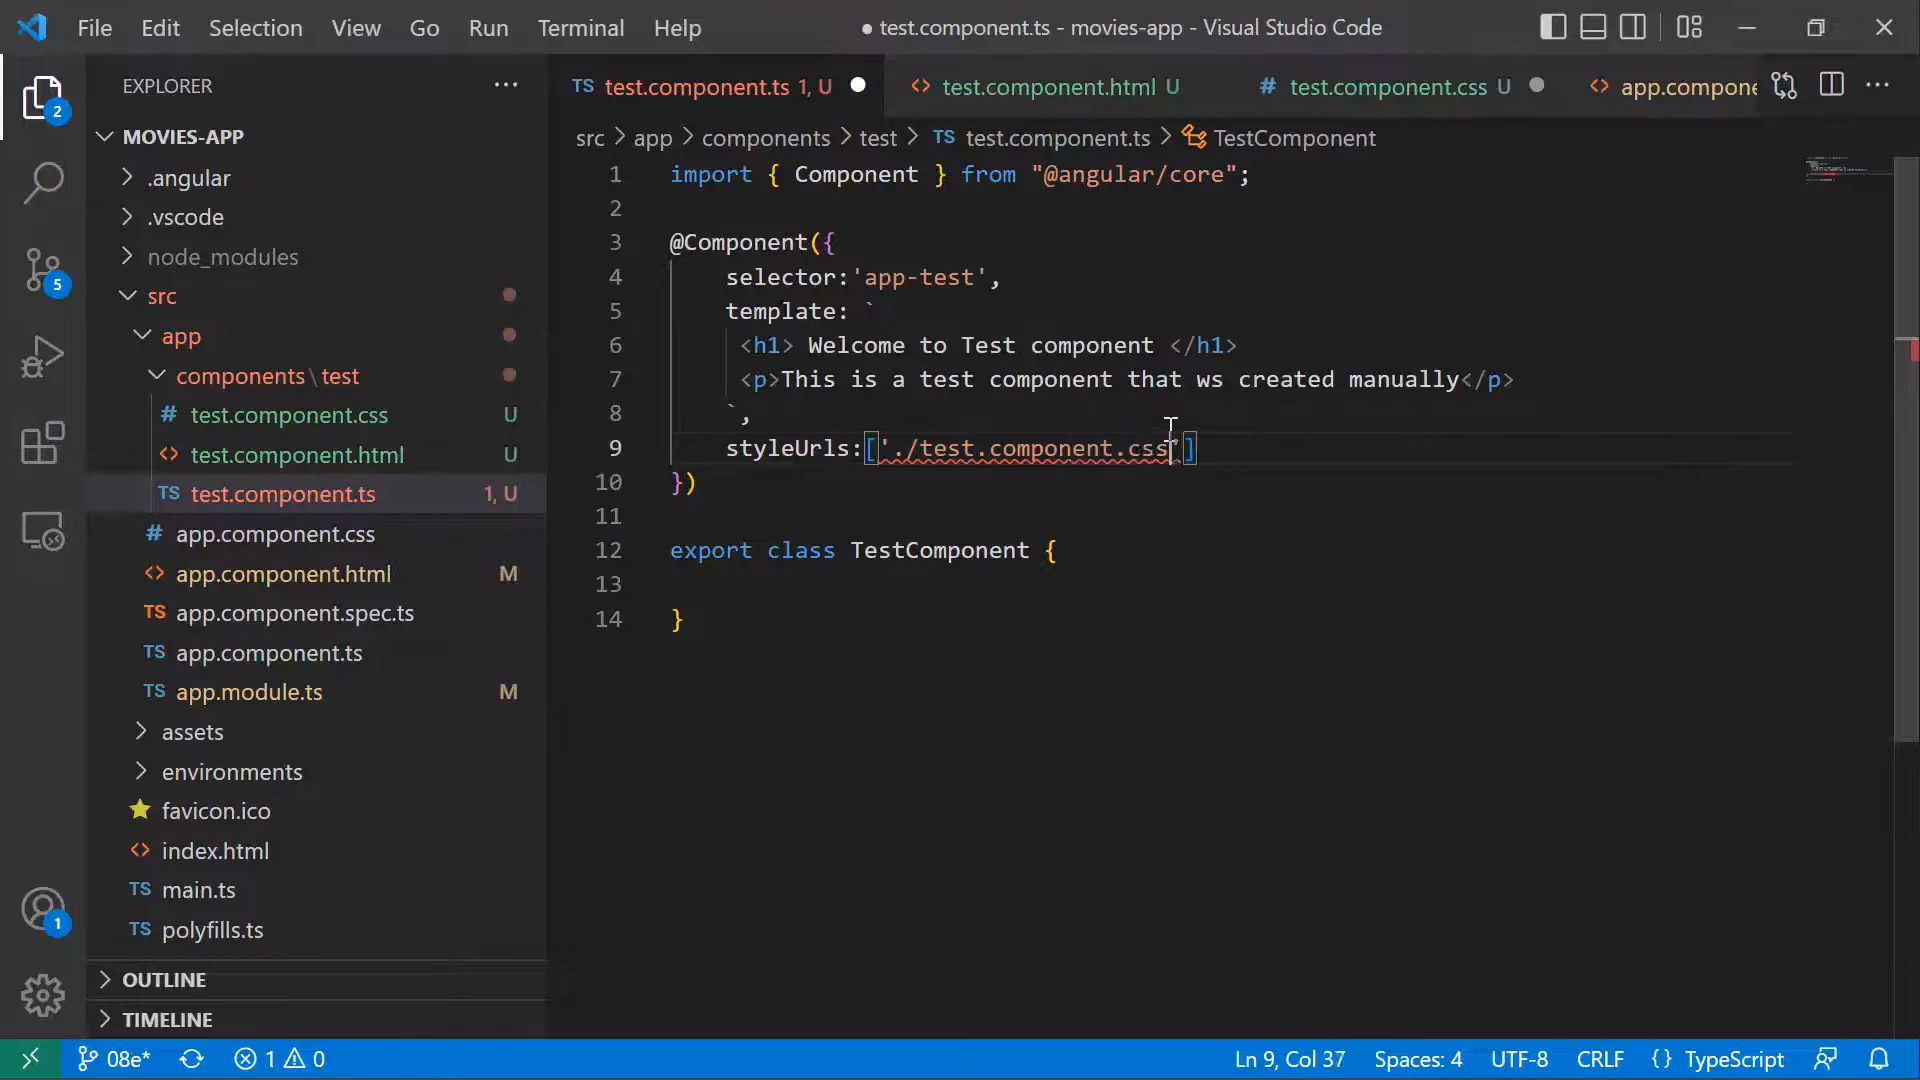 File Edit Selection View Go Run Terminal Help
● test.component.ts - movies-app - Visual Studio Code
EXPLORER
MOVIES-APP
.angular
.vscode
node_modules
src
app
components\test
# test.component.css U
<> test.component.html U
TS test.component.ts 1, U
# app.component.css
<> app.component.html M
TS app.component.spec.ts
TS app.component.ts
TS app.module.ts M
assets
environments
favicon.ico
<> index.html
TS main.ts
TS polyfills.ts
OUTLINE
TIMELINE
2
5
1
TS test.component.ts 1, U
<> test.component.html U
# test.component.css U
<> app.compone
src > app > components > test > TS test.component.ts > TestComponent
1 import { Component } from "@angular/core";
2
3 @Component({
4 selector:'app-test',
5 template: `
6 <h1> Welcome to Test component </h1>
7 <p>This is a test component that ws created manually</p>
8 `,
9 styleUrls:['./test.component.css']
10 })
11
12 export class TestComponent {
13
14 }
08e* 1 0
Ln 9, Col 37 Spaces: 4 UTF-8 CRLF {} TypeScript